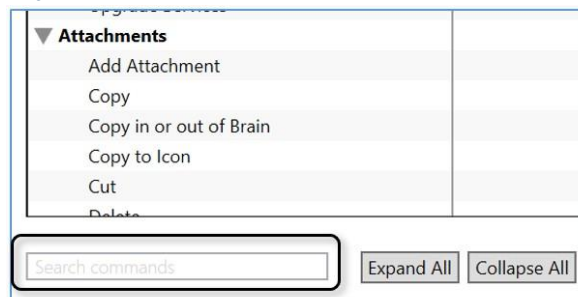 Attachments
Add Attachment
Copy
Copy in or out of Brain
Copy to Icon
Cut
Delete
Search commands
Expand All Collapse All